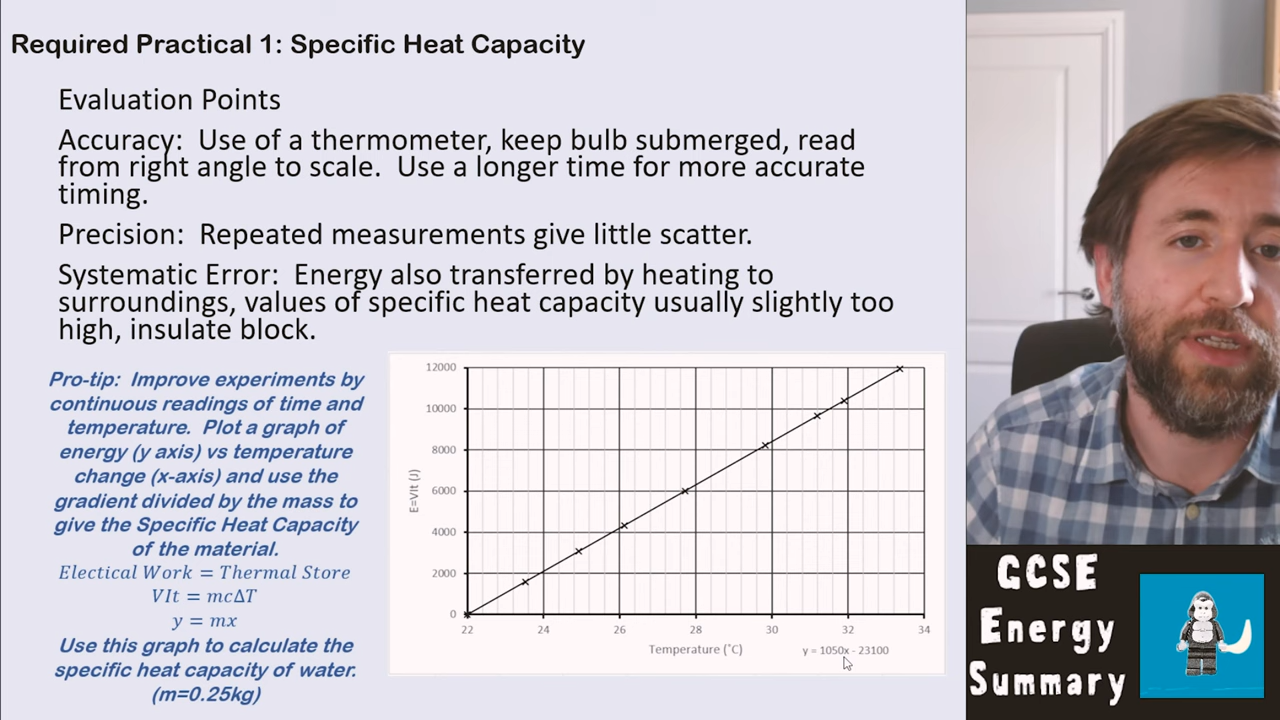 Required Practical 1: Specific Heat Capacity
Evaluation Points
Accuracy: Use of a thermometer, keep bulb submerged, read
from right angle to scale. Use a longer time for more accurate
timing.
Precision: Repeated measurements give little scatter.
Systematic Error: Energy also transferred by heating to
surroundings, values of specific heat capacity usually slightly too
high, insulate block.
Pro-tip: Improve experiments by
continuous readings of time and
temperature. Plot a graph of
energy (y axis) vs temperature
change (x-axis) and use the
gradient divided by the mass to
give the Specific Heat Capacity
of the material.
Electical Work = Thermal Store
VIt = mcΔT
y = mx
Use this graph to calculate the
specific heat capacity of water.
(m=0.25kg)
12000
10000
8000
6000
4000
2000
0
E=VIt (J)
22 24 26 28 30 32 34
Temperature (˚C)
y = 1050x - 23100
GCSE
Energy
Summary